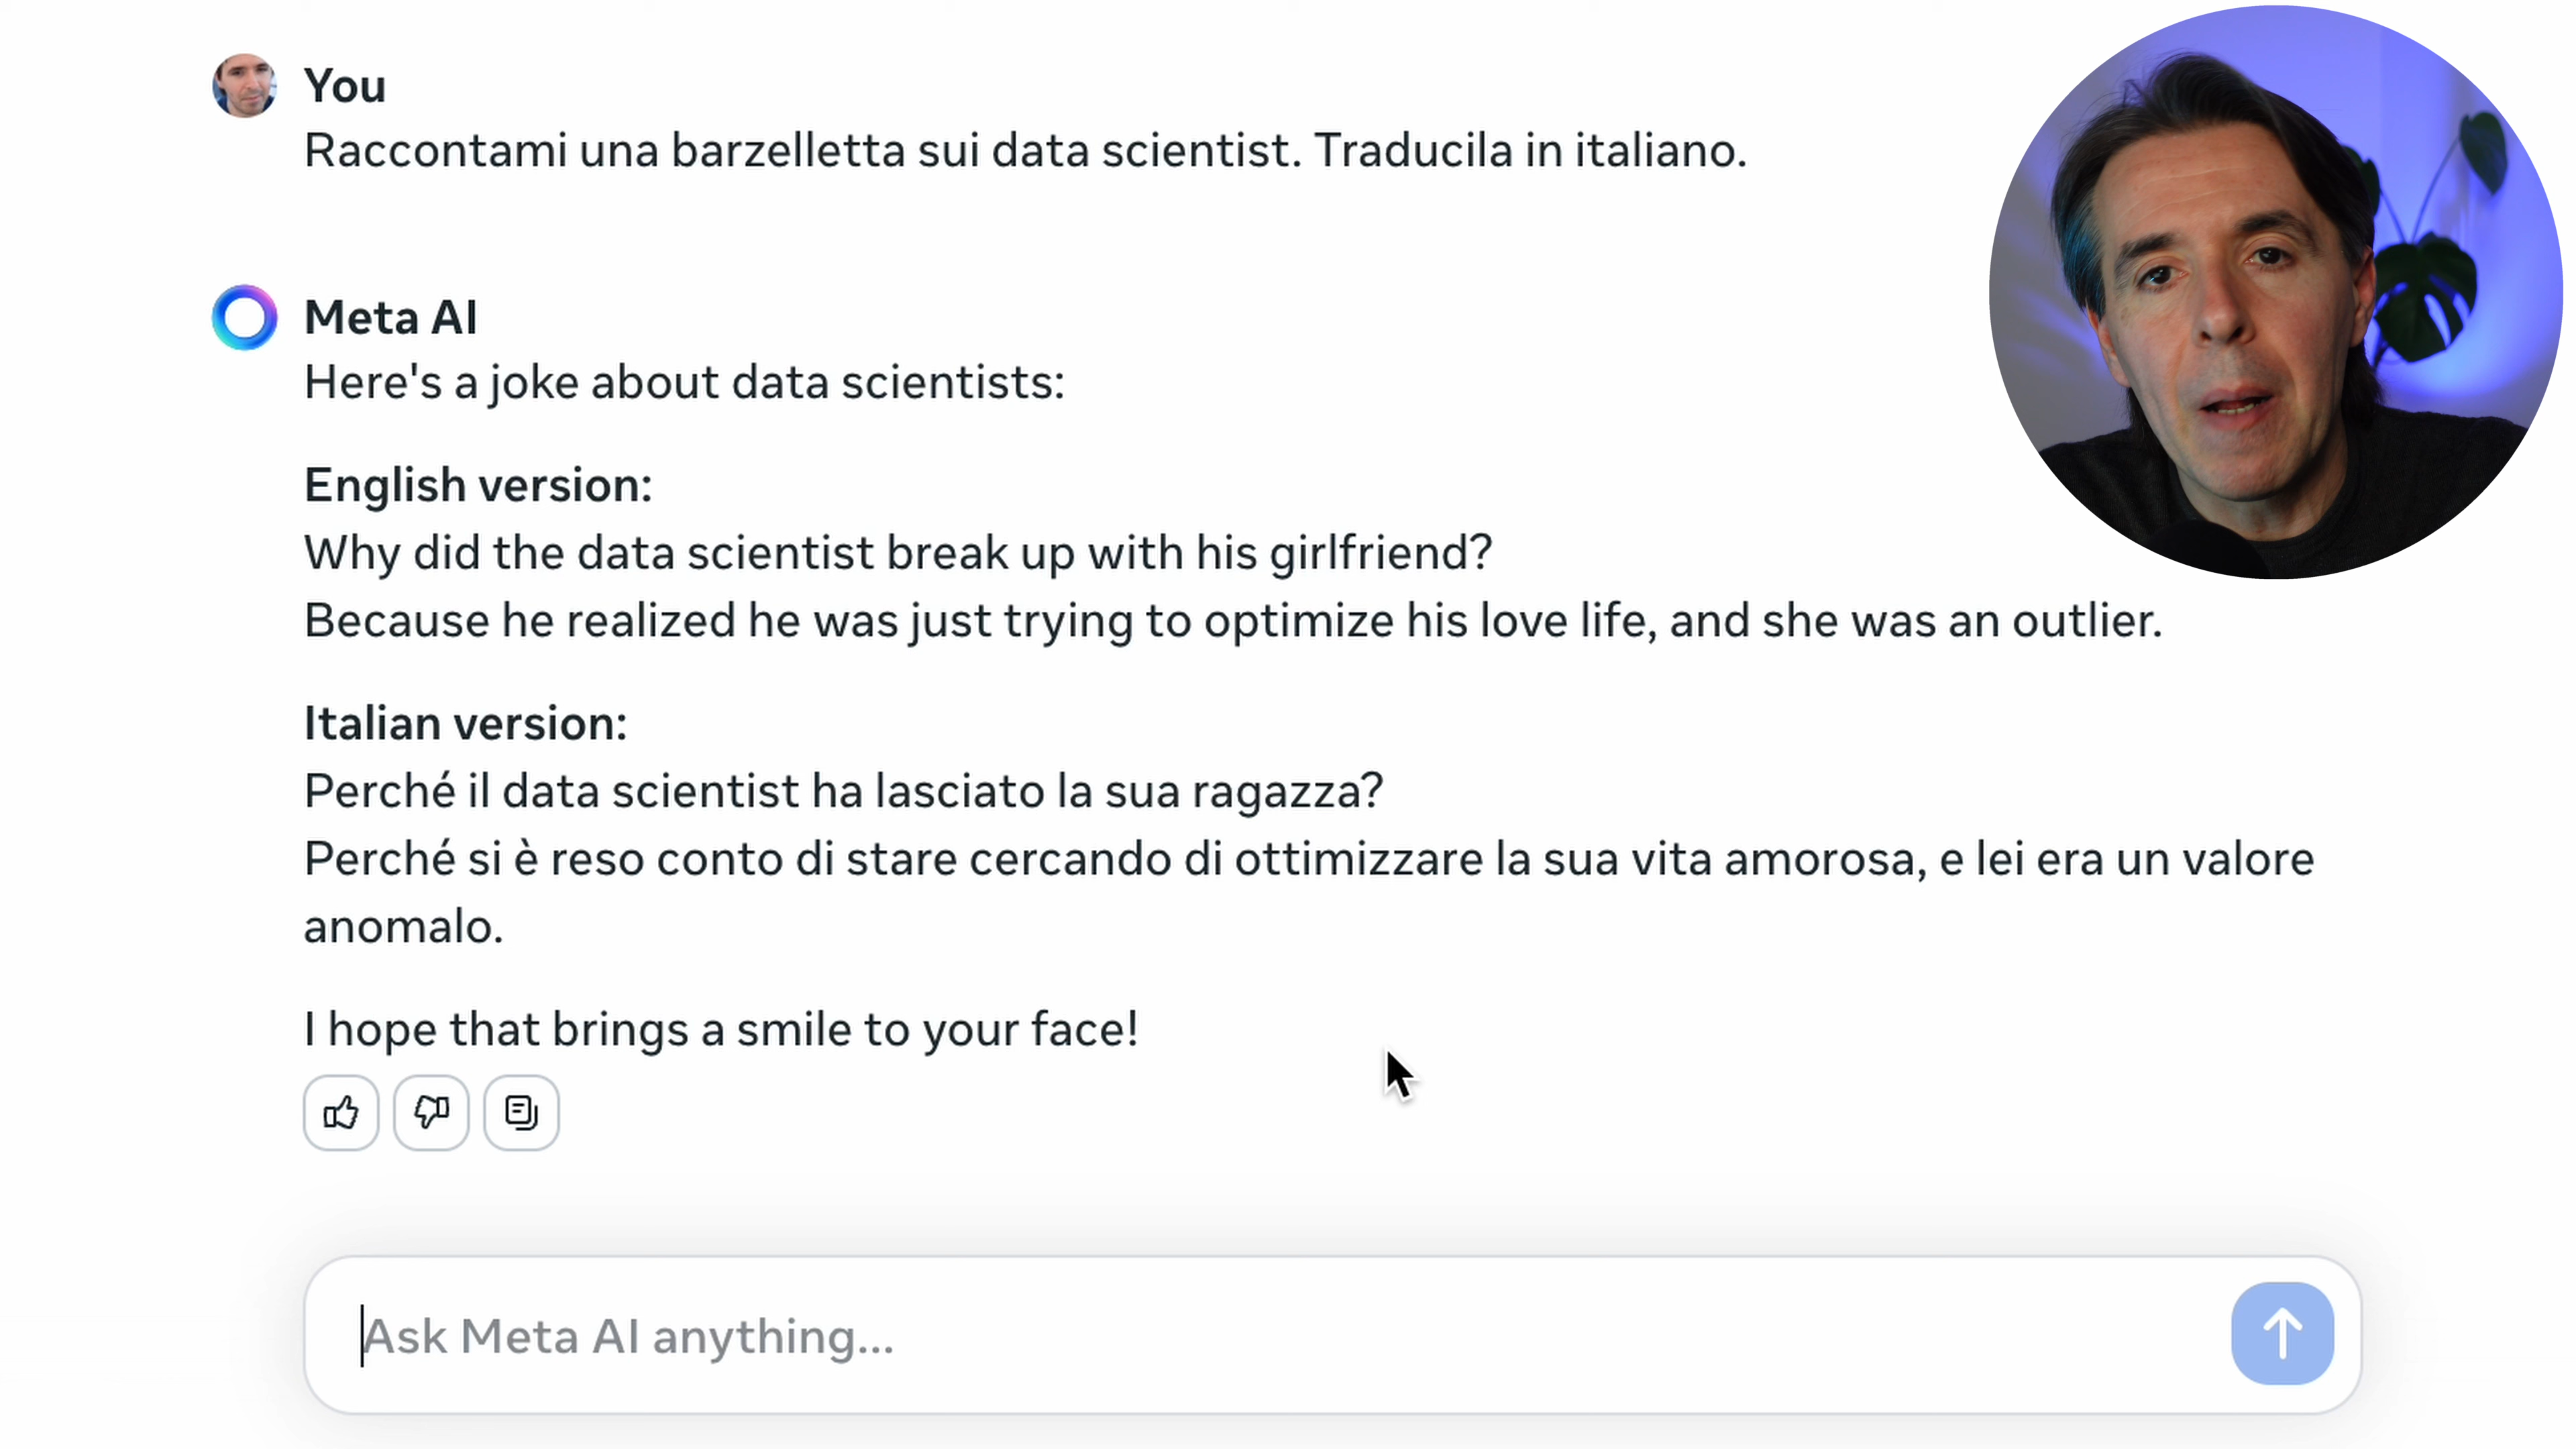 You
Raccontami una barzelletta sui data scientist. Traducila in italiano.
Meta AI
Here's a joke about data scientists:
English version:
Why did the data scientist break up with his girlfriend?
Because he realized he was just trying to optimize his love life, and she was an outlier.
Italian version:
Perché il data scientist ha lasciato la sua ragazza?
Perché si è reso conto di stare cercando di ottimizzare la sua vita amorosa, e lei era un valore
anomalo.
I hope that brings a smile to your face!
Ask Meta AI anything...